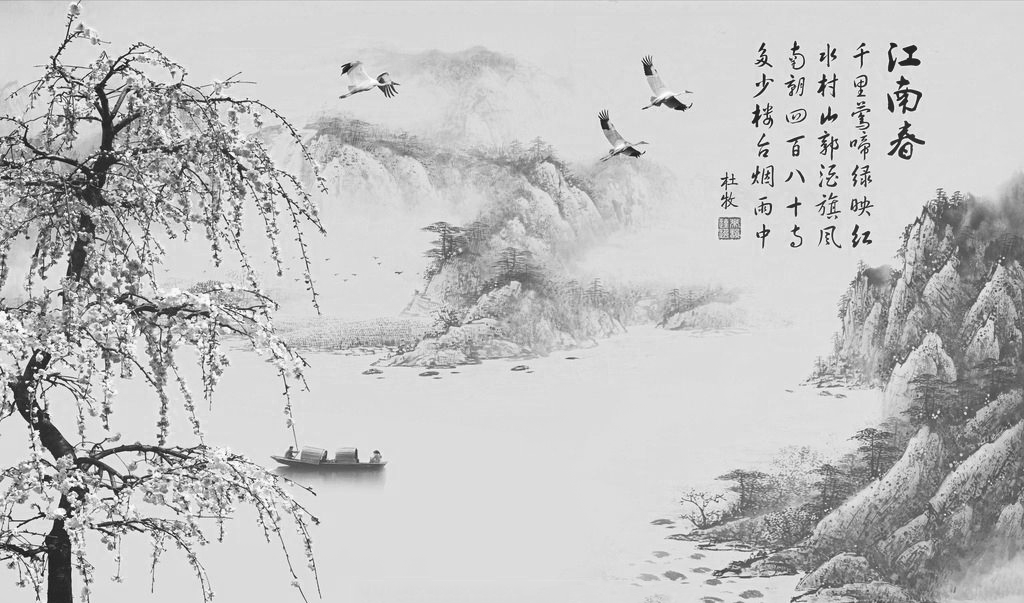 江南春
千里莺啼绿映红
水村山郭酒旗风
南朝四百八十寺
多少楼台烟雨中
杜牧